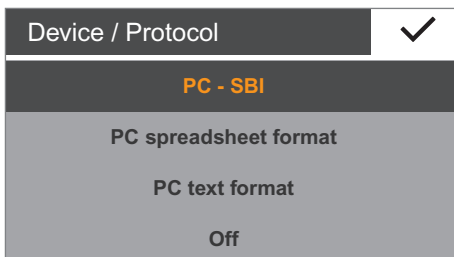 Device / Protocol
PC - SBI
PC spreadsheet format
PC text format
Off